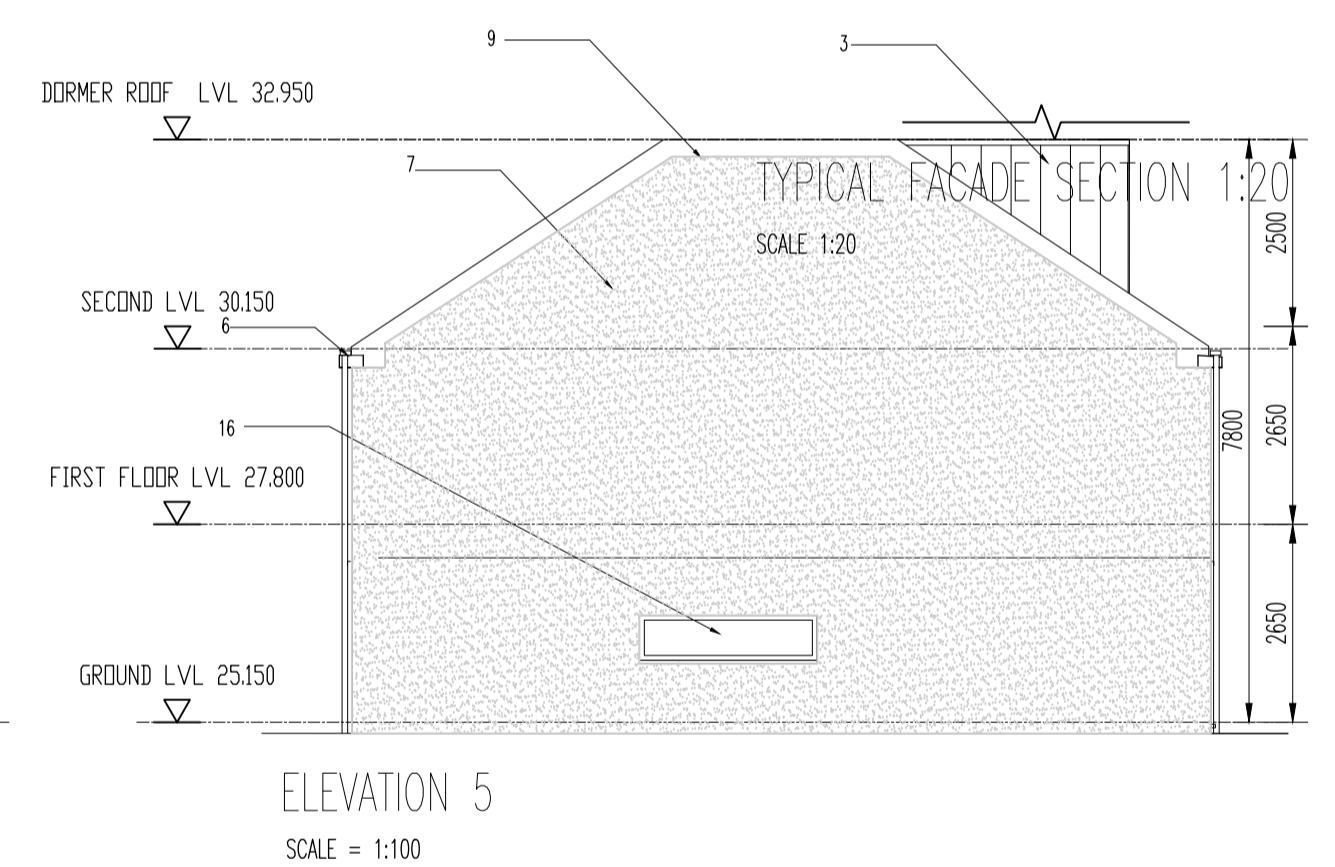 9
3
DORMER ROOF LVL 32.950
7
TYPICAL FACADE SECTION 1:20
SCALE 1:20
2500
SECOND LVL 30.150
6
16
7800
2650
FIRST FLOOR LVL 27.800
2650
GROUND LVL 25.150
ELEVATION 5
SCALE = 1:100